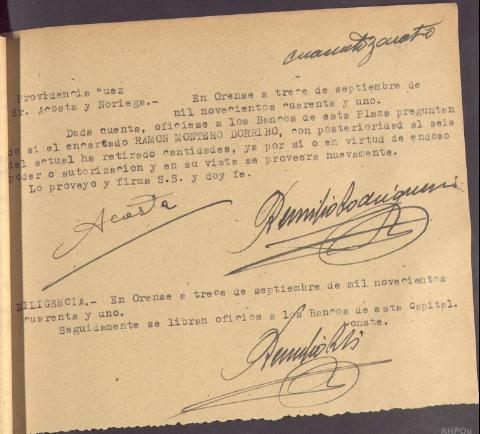 cuarenta y cuatro
Providencia Juez
Sr. Acosta y Noriega.- En Orense a trece de septiembre de
mil novecientos cuarenta y uno.
Dada cuenta, oficiese a los Bancos de esta Plaza preguntan
do si el encartado RAMON MONTERO DORRIBO, con posterioridad al seis
del actual ha retirado cantidades, ya por si o en virtud de endoso
poder o autorización y en su vista se proveera nuevamente.
Lo proveyo y firma S.S. y doy fe.
Acosta
DILIGENCIA.- En Orense a trece de septiembre de mil novecientos
cuarenta y uno.
Seguidamente se libran oficios a los Bancos de esta Capital.
conste.
AHPOu